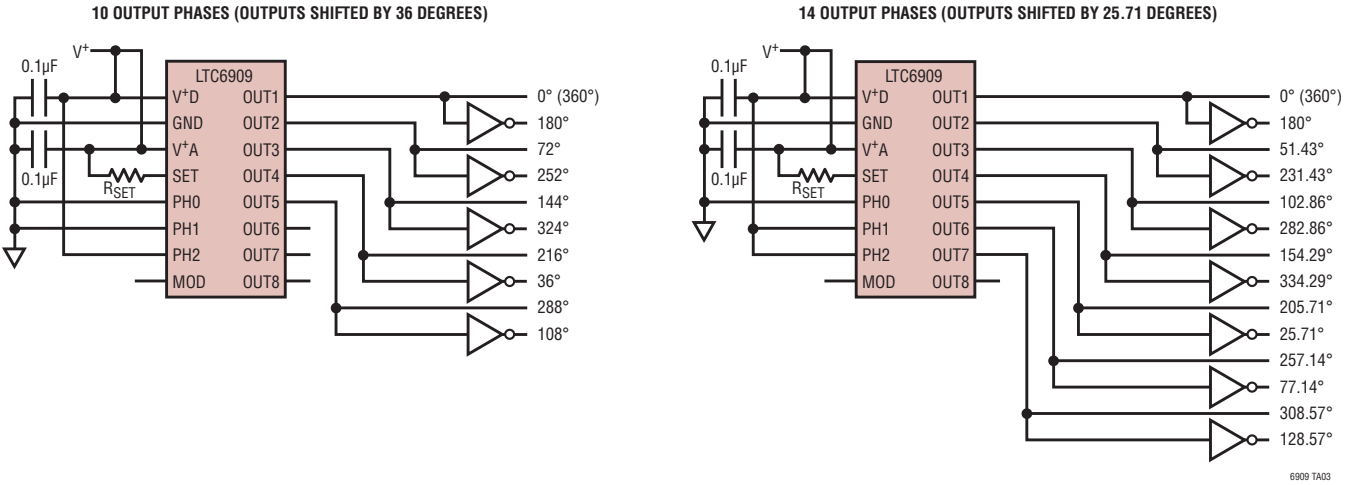 10 OUTPUT PHASES (OUTPUTS SHIFTED BY 36 DEGREES)
V+
0.1µF
LTC6909
V+D OUT1
GND OUT2
V+A OUT3
SET OUT4
0.1µF
RSET
PH0 OUT5
PH1 OUT6
PH2 OUT7
MOD OUT8
0° (360°)
180°
72°
252°
144°
324°
216°
36°
288°
108°
14 OUTPUT PHASES (OUTPUTS SHIFTED BY 25.71 DEGREES)
V+
0.1µF
LTC6909
V+D OUT1
GND OUT2
V+A OUT3
SET OUT4
0.1µF
RSET
PH0 OUT5
PH1 OUT6
PH2 OUT7
MOD OUT8
0° (360°)
180°
51.43°
231.43°
102.86°
282.86°
154.29°
334.29°
205.71°
25.71°
257.14°
77.14°
308.57°
128.57°
6909 TA03